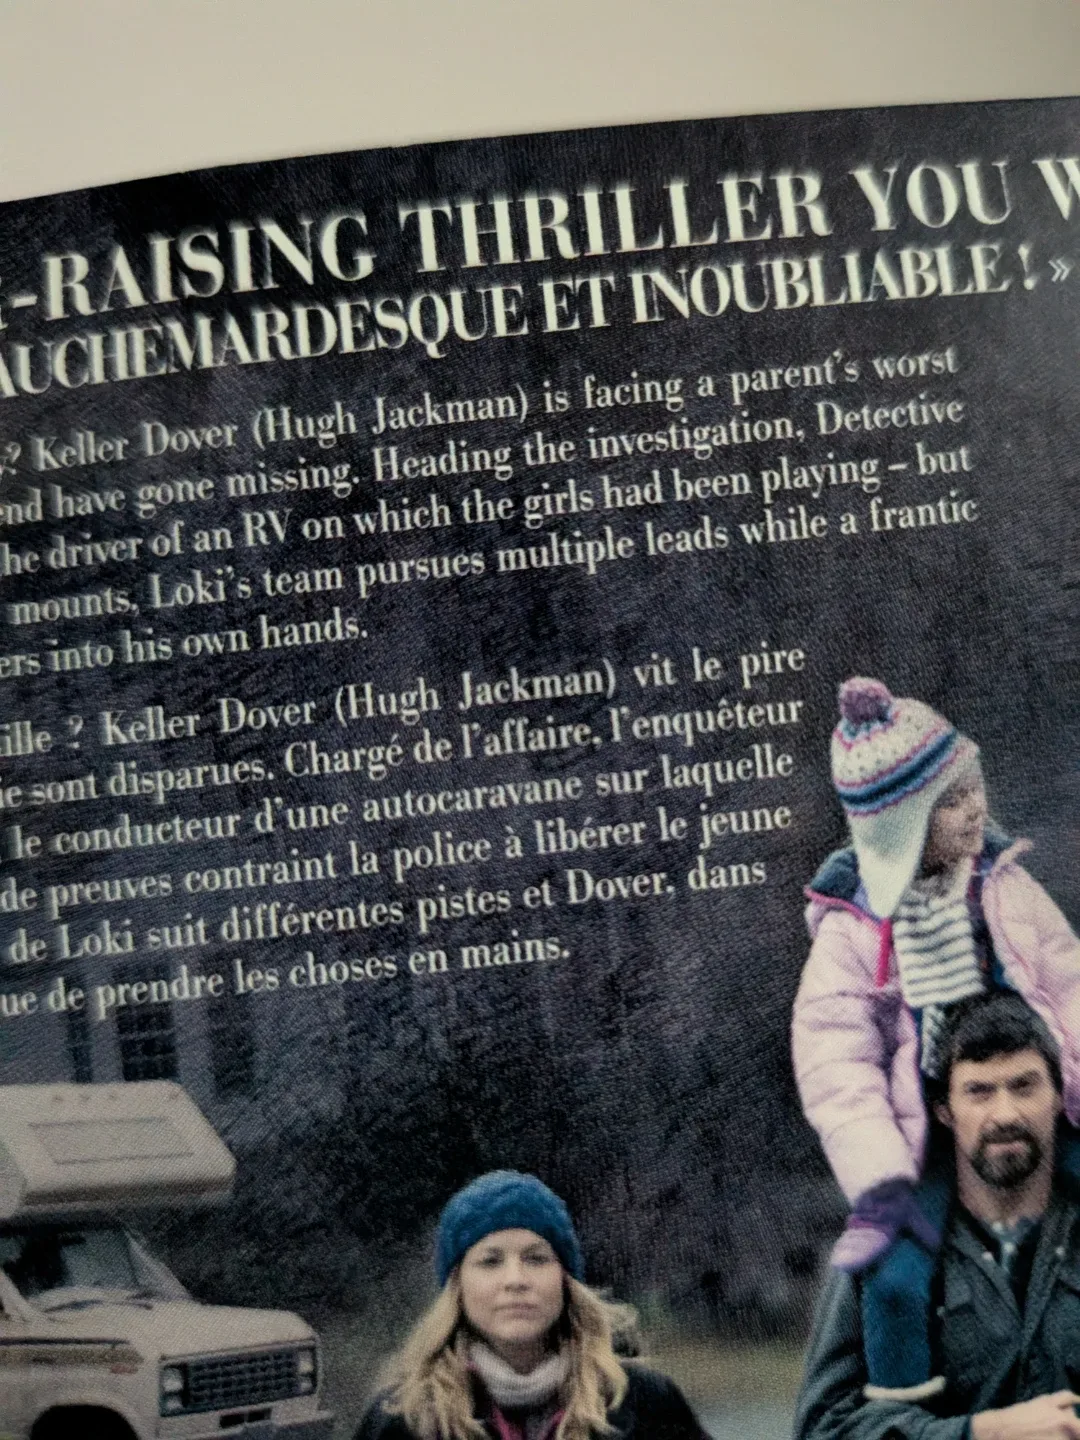 -RAISING THRILLER YOU
AUCHEMARDESQUE ET INOUBLIABLE ! »
? Keller Dover (Hugh Jackman) is facing a parent's worst
end have gone missing. Heading the investigation, Detective
he driver of an RV on which the girls had been playing – but
mounts, Loki's team pursues multiple leads while a frantic
ers into his own hands.
ille ? Keller Dover (Hugh Jackman) vit le pire
ie sont disparues. Chargé de l'affaire, l'enquêteur
le conducteur d'une autocaravane sur laquelle
de preuves contraint la police à libérer le jeune
de Loki suit différentes pistes et Dover, dans
ue de prendre les choses en mains.